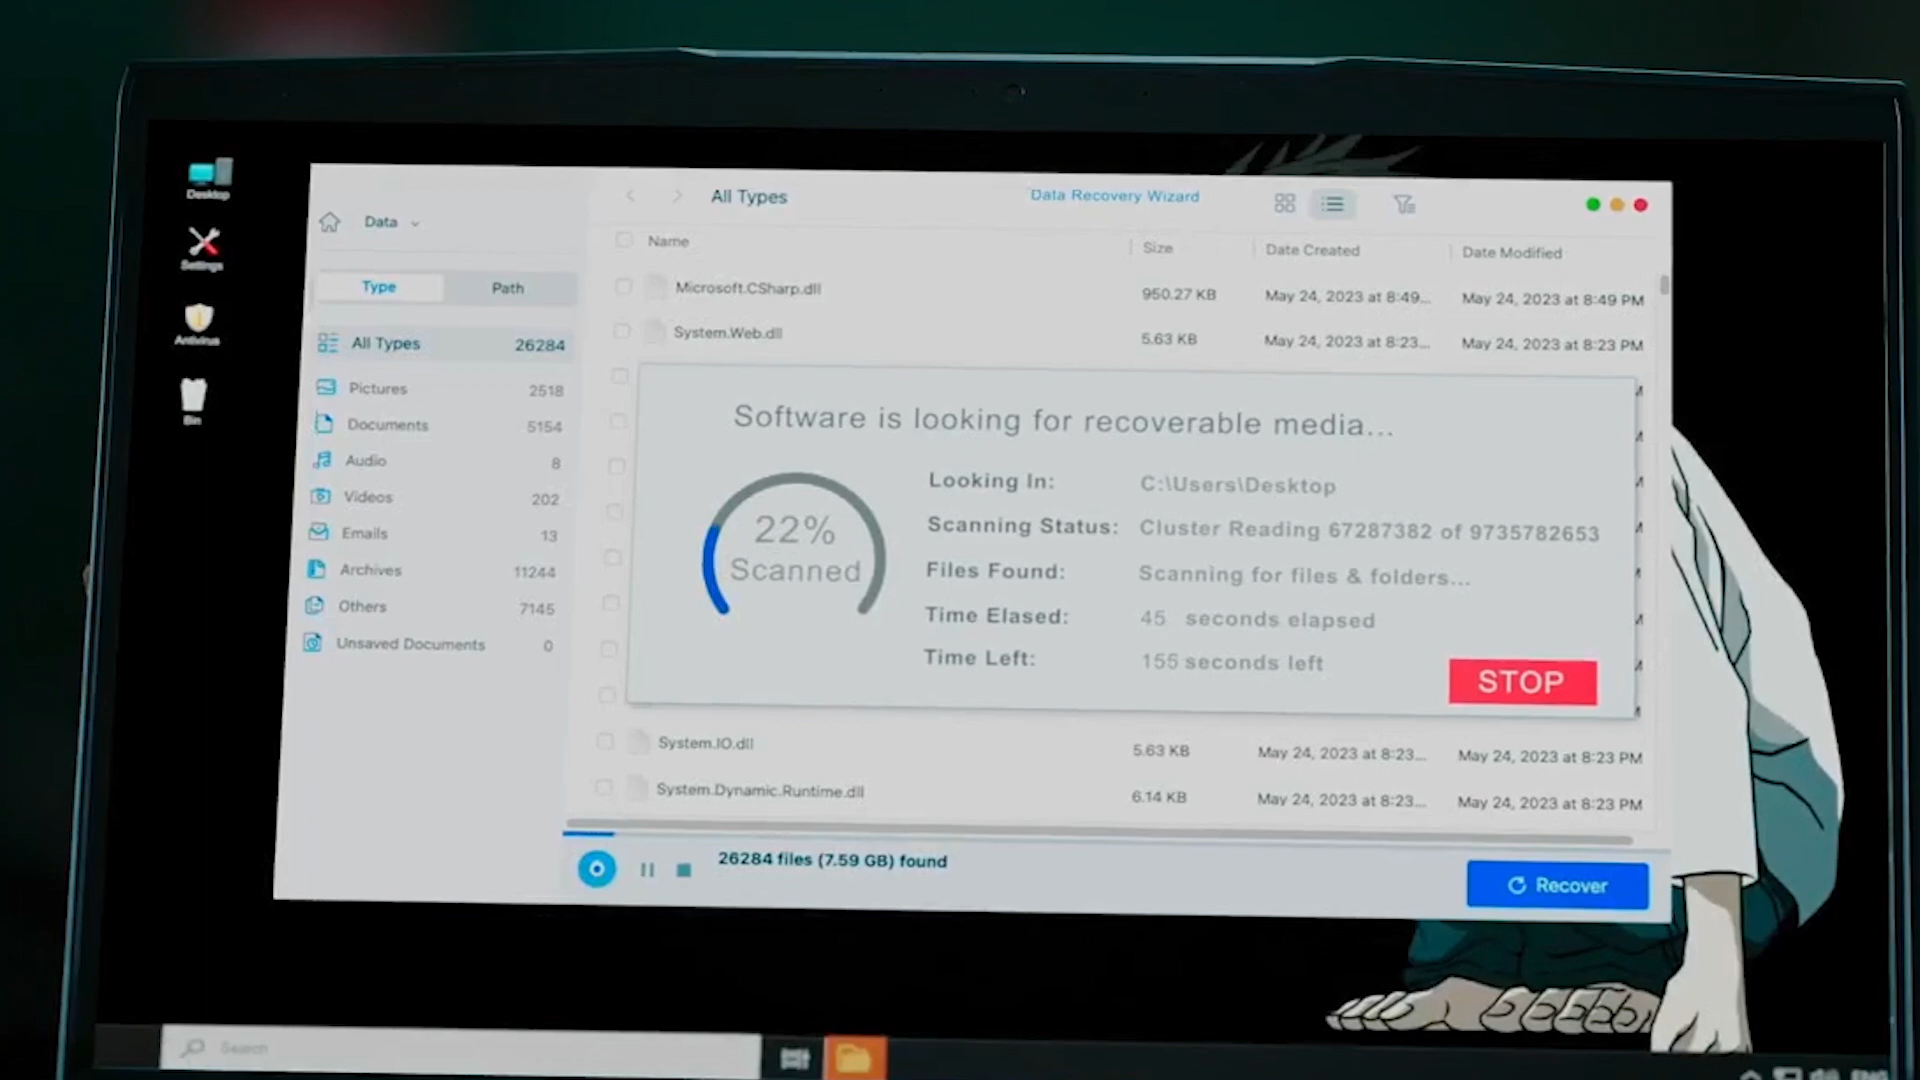 Desktop
Settings
Antivirus
Bin
Data
Type Path
All Types 26284
Pictures 2518
Documents 5154
Audio 8
Videos 202
Emails 13
Archives 11244
Others 7145
Unsaved Documents 0
All Types
Data Recovery Wizard
Name Size Date Created Date Modified
Microsoft.CSharp.dll 950.27 KB May 24, 2023 at 8:49... May 24, 2023 at 8:49 PM
System.Web.dll 5.63 KB May 24, 2023 at 8:23... May 24, 2023 at 8:23 PM
Software is looking for recoverable media...
22%
Scanned
Looking In: C:\Users\Desktop
Scanning Status: Cluster Reading 67287382 of 9735782653
Files Found: Scanning for files & folders...
Time Elased: 45 seconds elapsed
Time Left: 155 seconds left
STOP
System.IO.dll 5.63 KB May 24, 2023 at 8:23... May 24, 2023 at 8:23 PM
System.Dynamic.Runtime.dll 6.14 KB May 24, 2023 at 8:23... May 24, 2023 at 8:23 PM
26284 files (7.59 GB) found
Recover
Search